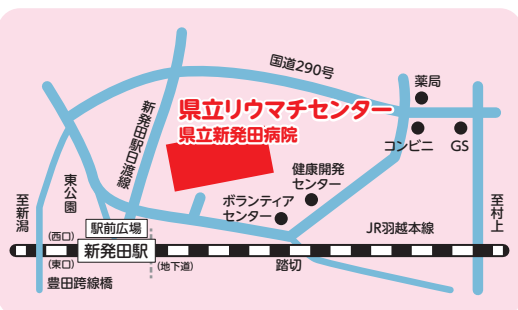 国道290号
薬局
新発田駅日渡線
県立リウマチセンター
県立新発田病院
コンビニ
GS
健康開発
センター
ボランティア
センター
東公園
至新潟
至村上
駅前広場
JR羽越本線
(西口)
新発田駅
(東口)
(地下道)
踏切
豊田跨線橋